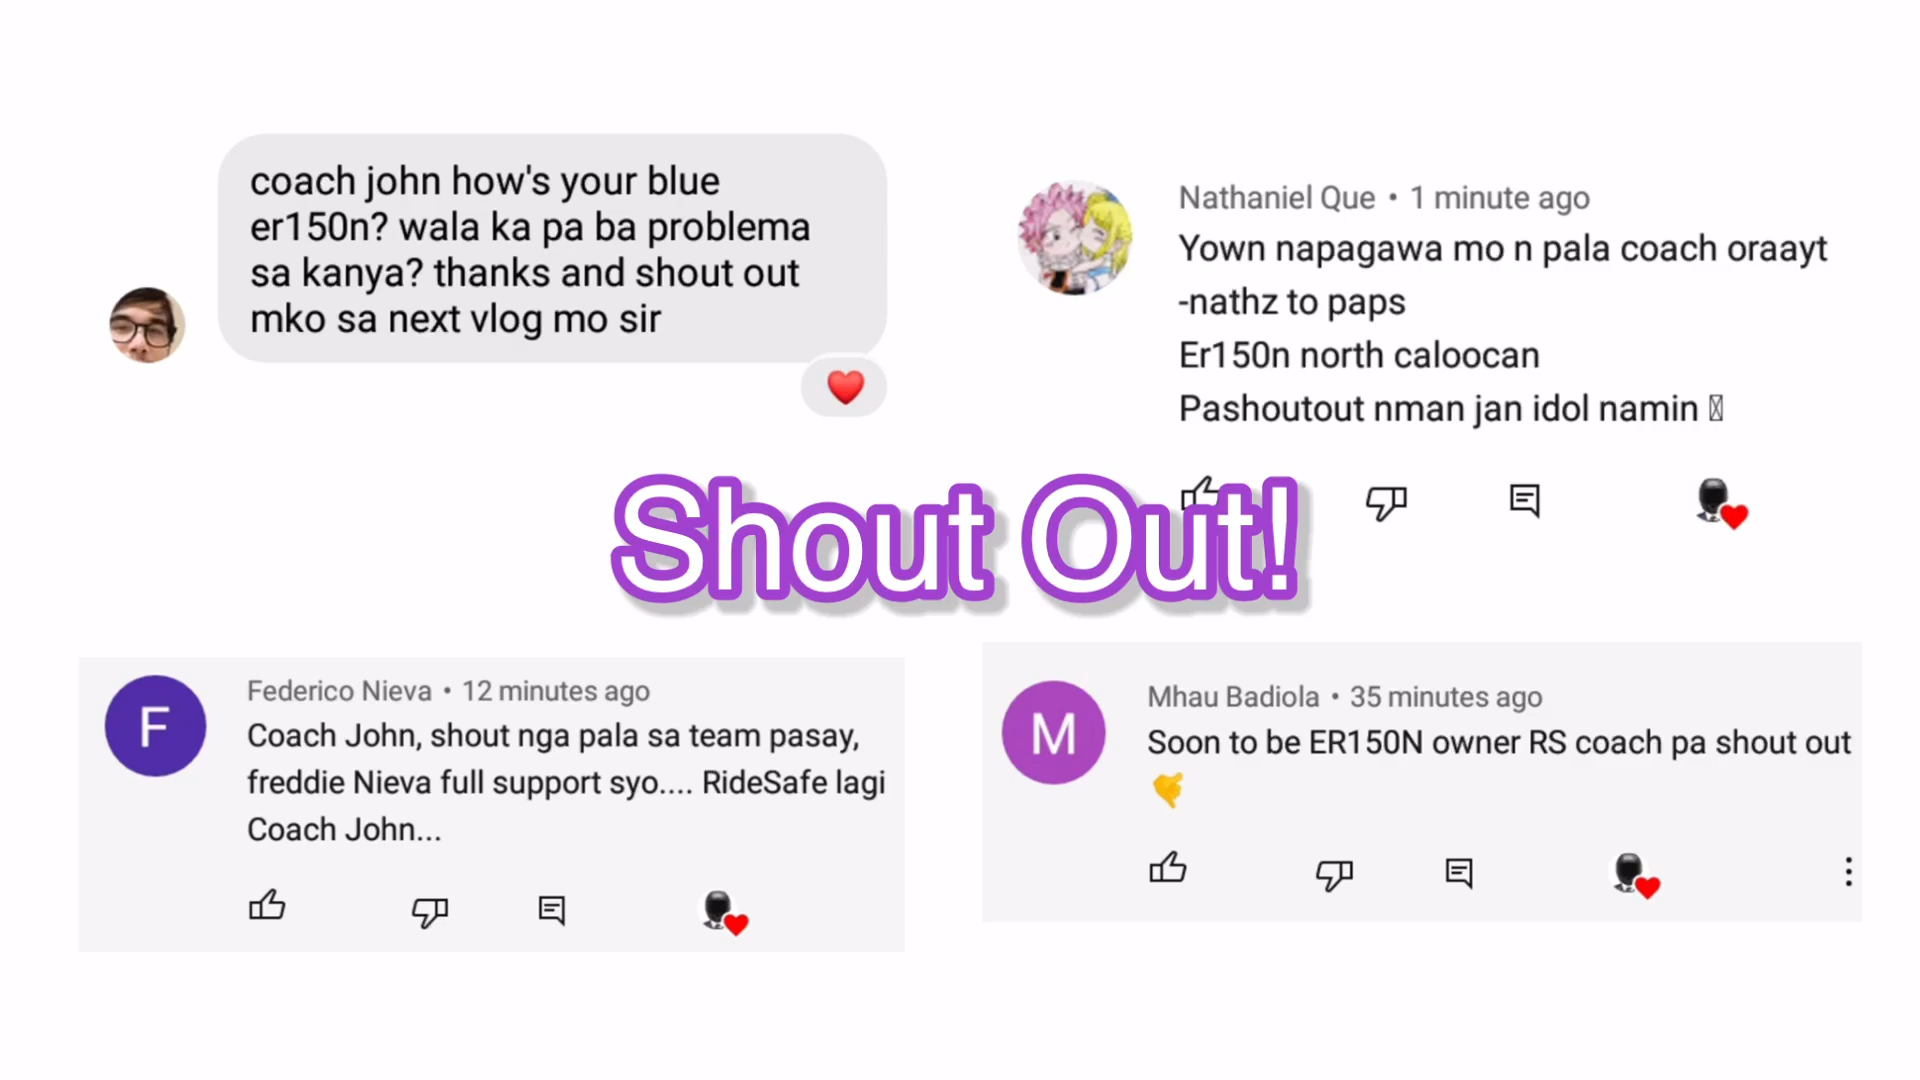 coach john how's your blue
er150n? wala ka pa ba problema
sa kanya? thanks and shout out
mko sa next vlog mo sir
Nathaniel Que • 1 minute ago
Yown napagawa mo n pala coach oraayt
-nathz to paps
Er150n north caloocan
Pashoutout nman jan idol namin
Shout Out!
F
Federico Nieva • 12 minutes ago
Coach John, shout nga pala sa team pasay,
freddie Nieva full support syo.... RideSafe lagi
Coach John...
M
Mhau Badiola • 35 minutes ago
Soon to be ER150N owner RS coach pa shout out